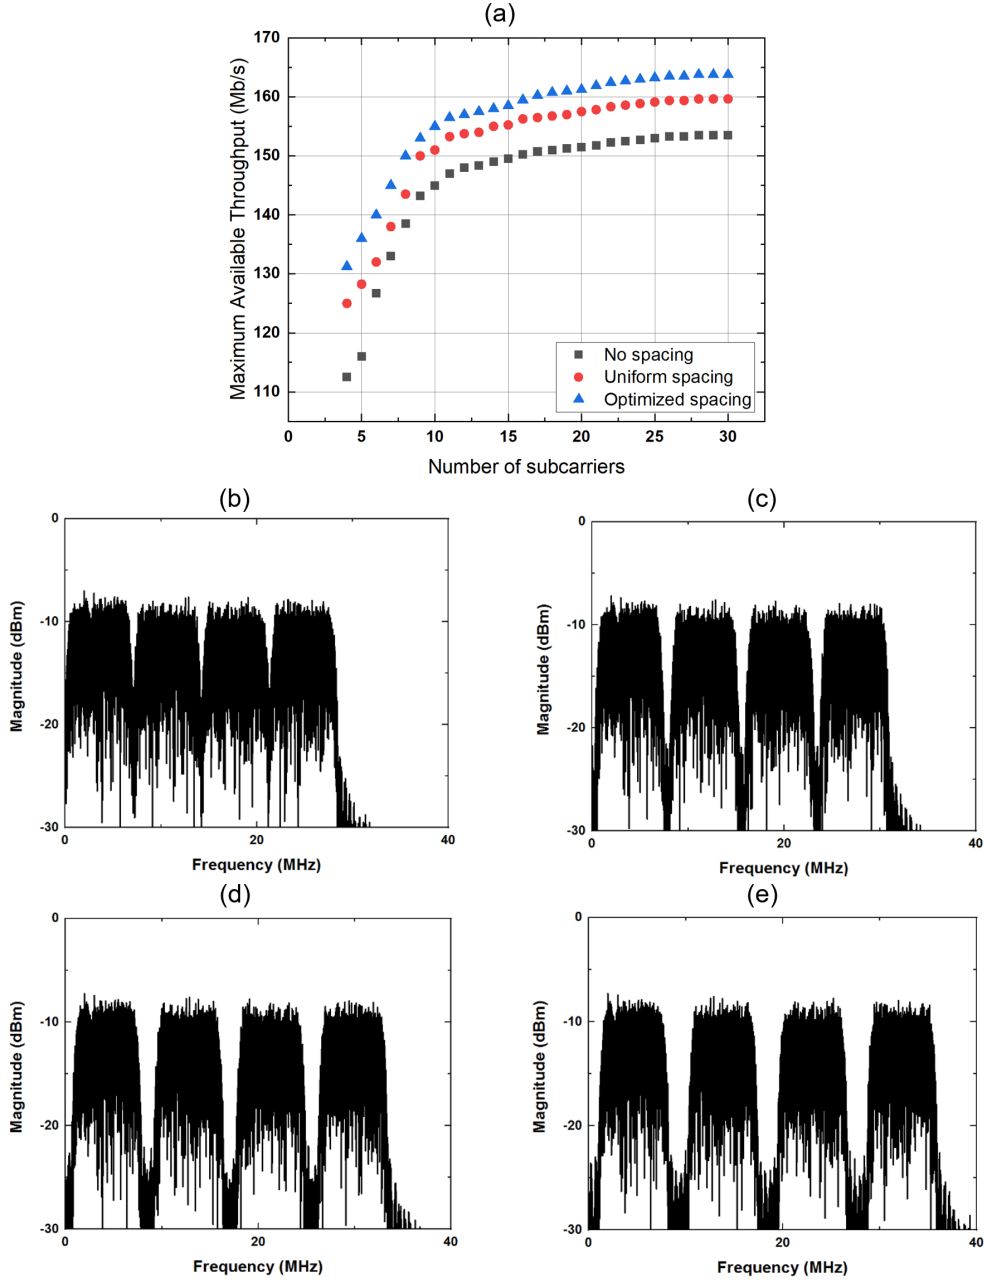 (a)
170
160
150
140
130
120
110
Maximum Available Throughput (Mb/s)
No spacing
Uniform spacing
Optimized spacing
0 5 10 15 20 25 30
Number of subcarriers
(b)
0
-10
-20
-30
Magnitude (dBm)
0 20 40
Frequency (MHz)
(c)
0
-10
-20
-30
Magnitude (dBm)
0 20 40
Frequency (MHz)
(d)
0
-10
-20
-30
Magnitude (dBm)
0 20 40
Frequency (MHz)
(e)
0
-10
-20
-30
Magnitude (dBm)
0 20 40
Frequency (MHz)